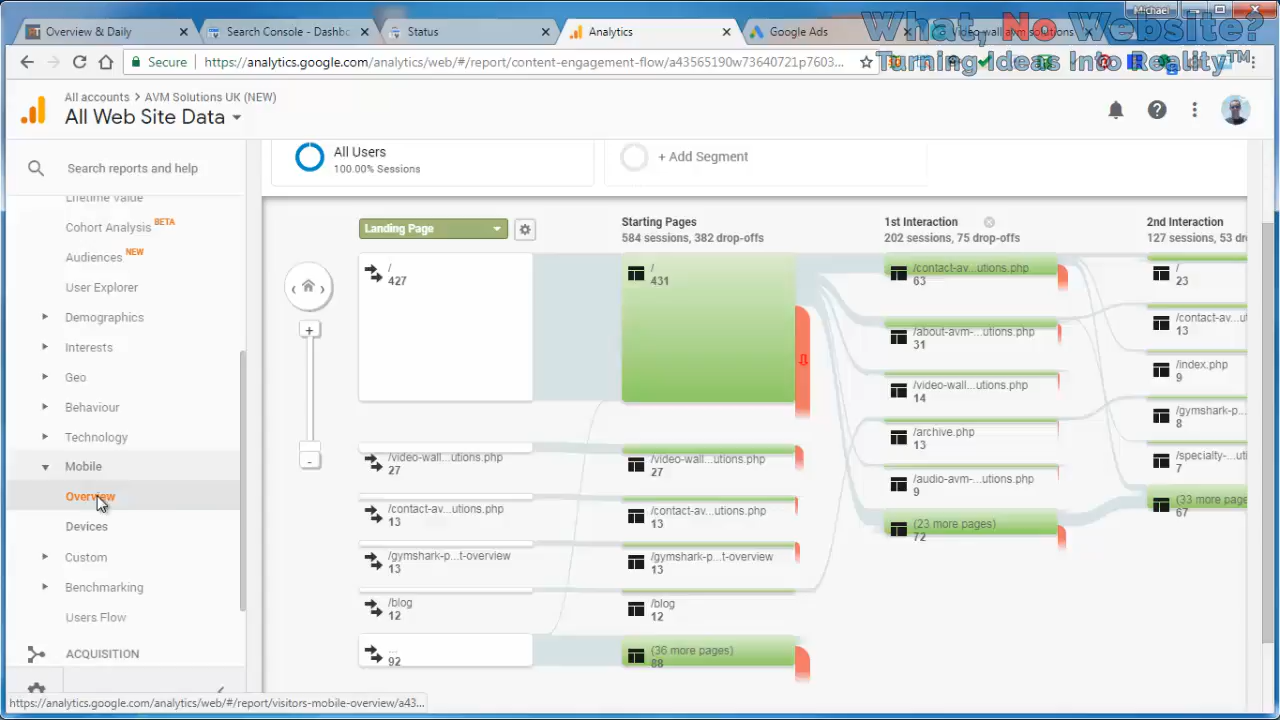 Michael
Overview & Daily
Search Console - Dashbo
Status
Analytics
Google Ads
Video wall avm solutions
What, No Website?
Turning Ideas Into Reality™
Secure
https://analytics.google.com/analytics/web/#/report/content-engagement-flow/a43565190w73640721p7603...
All accounts > AVM Solutions UK (NEW)
All Web Site Data
Search reports and help
Lifetime Value
Cohort Analysis BETA
Audiences NEW
User Explorer
Demographics
Interests
Geo
Behaviour
Technology
Mobile
Overview
Devices
Custom
Benchmarking
Users Flow
ACQUISITION
All Users
100.00% Sessions
+ Add Segment
Landing Page
Starting Pages
584 sessions, 382 drop-offs
1st Interaction
202 sessions, 75 drop-offs
2nd Interaction
127 sessions, 53 dr
/
427
/video-wall...utions.php
27
/contact-av...utions.php
13
/gymshark-p...t-overview
13
/blog
12
...
92
/
431
/video-wall...utions.php
27
/contact-av...utions.php
13
/gymshark-p...t-overview
13
/blog
12
(36 more pages)
88
/contact-av...utions.php
63
/about-avm-...utions.php
31
/video-wall...utions.php
14
/archive.php
13
/audio-avm-...utions.php
9
(23 more pages)
72
/
23
/contact-av...ut
13
/index.php
9
/gymshark-p...
8
/specialty-...uti
7
(33 more page
67
https://analytics.google.com/analytics/web/#/report/visitors-mobile-overview/a43...